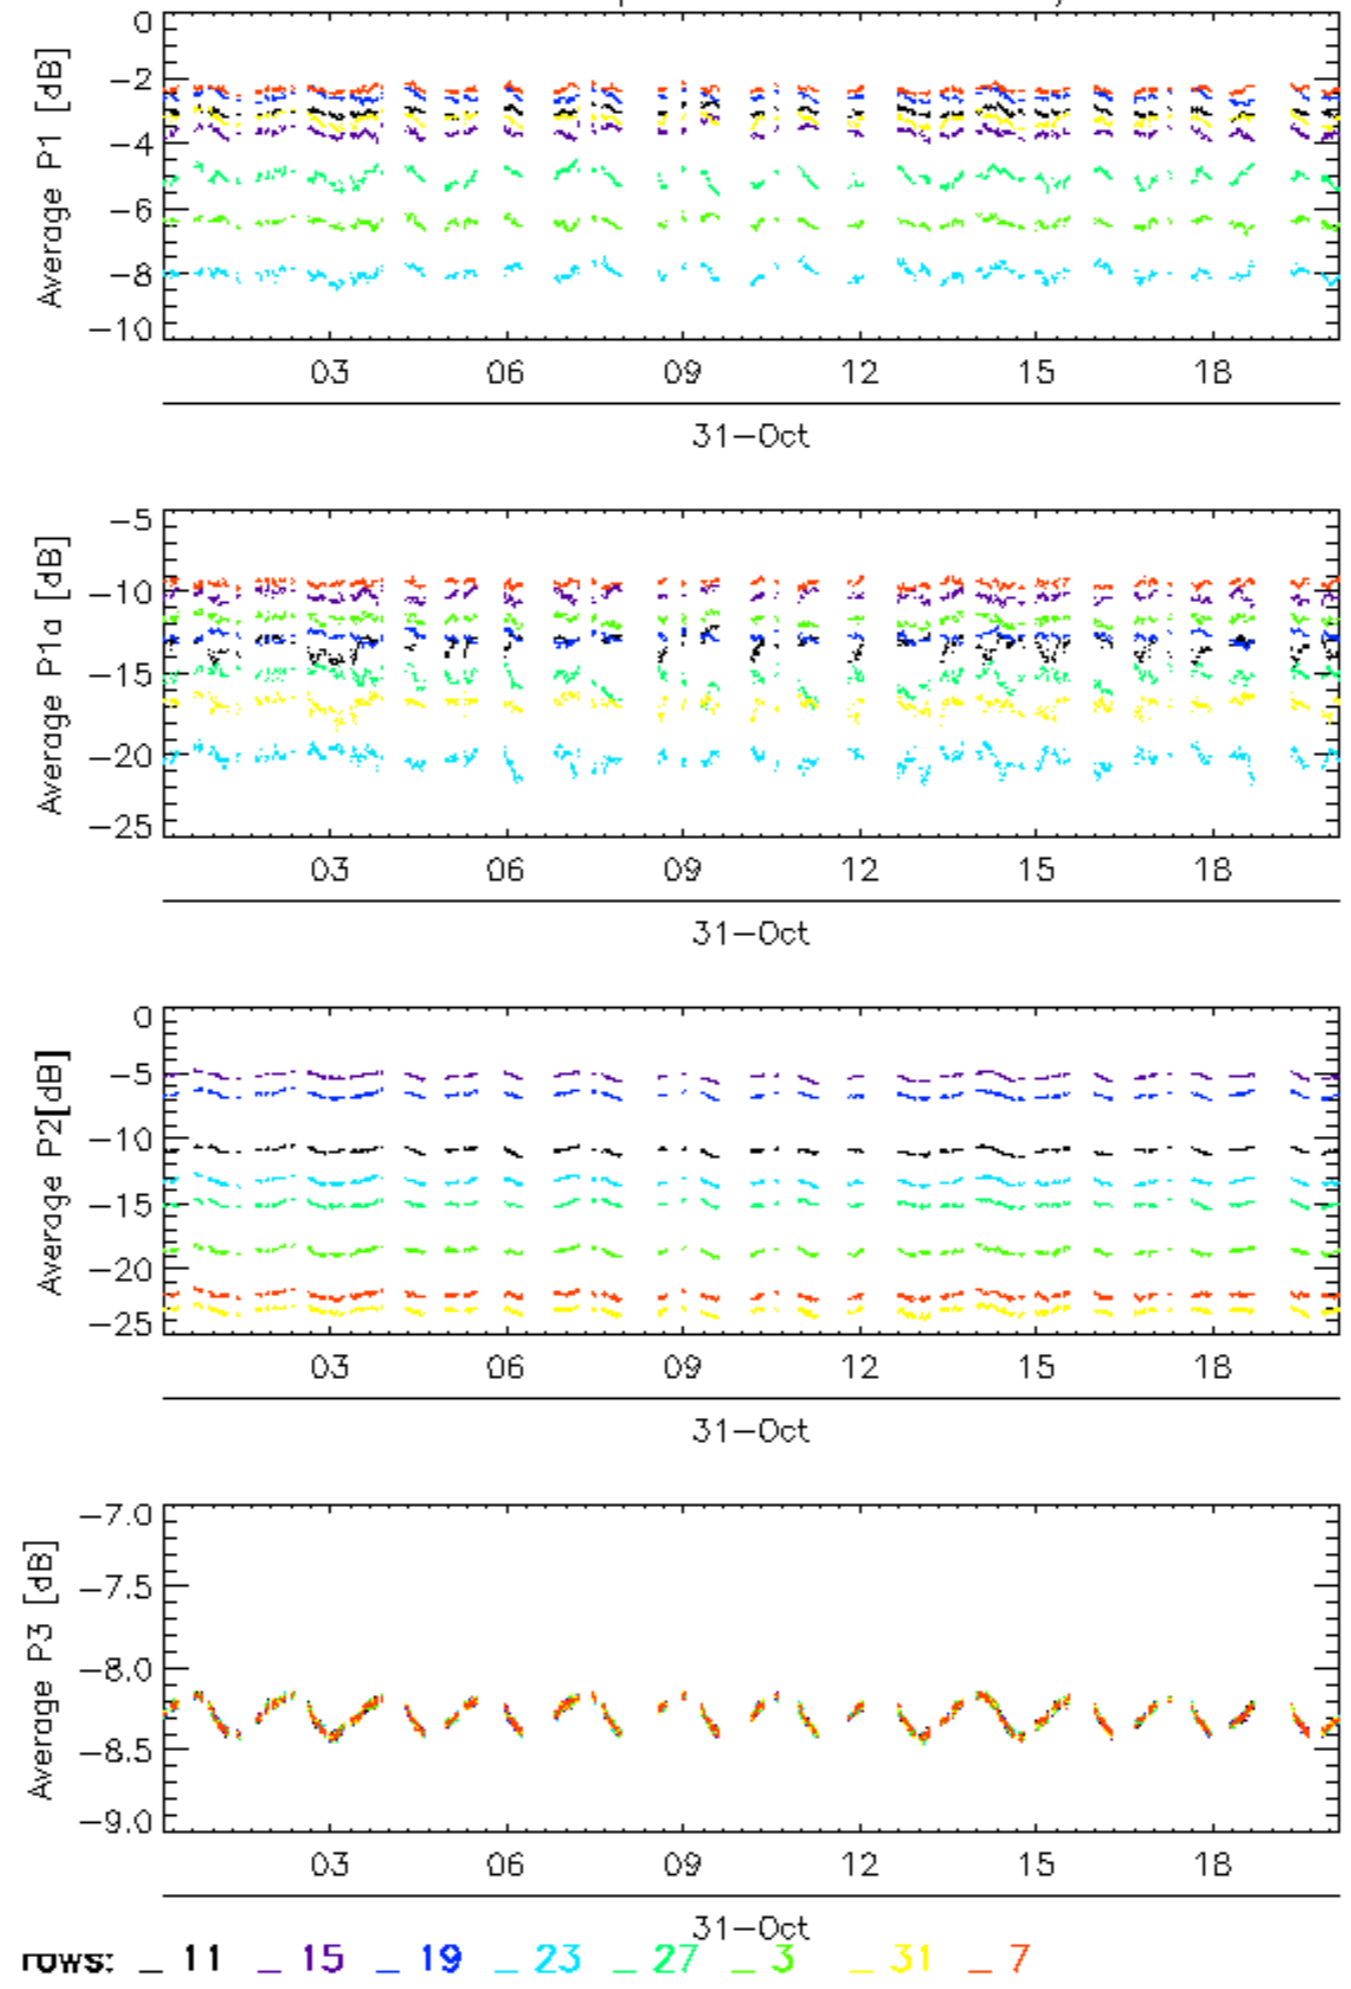 Average P1 [dB]
0
−2
−4
−6
−8
−10
03 06 09 12 15 18
31−Oct
Average P1a [dB]
−5
−10
−15
−20
−25
03 06 09 12 15 18
31−Oct
Average P2[dB]
0
−5
−10
−15
−20
−25
03 06 09 12 15 18
31−Oct
Average P3 [dB]
−7.0
−7.5
−8.0
−8.5
−9.0
03 06 09 12 15 18
31−Oct
rows: _ 11 _ 15 _ 19 _ 23 _ 27 _ 3 _ 31 _ 7